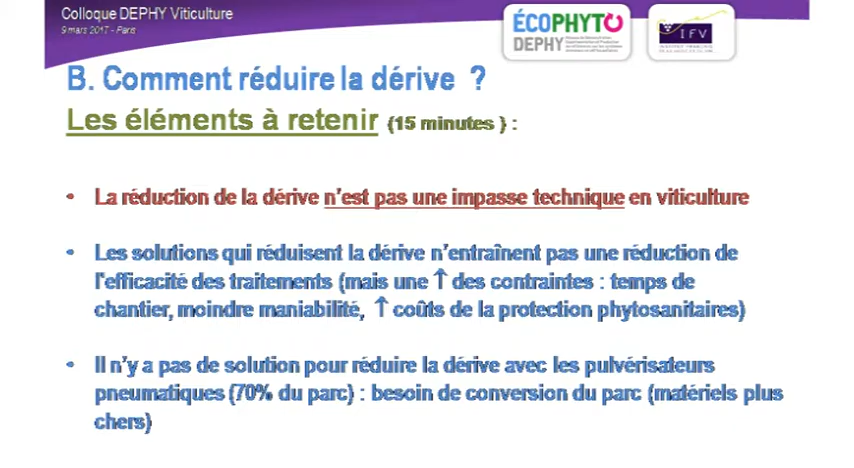 Colloque DEPHY Viticulture
9 mars 2017 - Paris
ÉCOPHYTO
DEPHY
IFV
B. Comment réduire la dérive ?
Les éléments à retenir (15 minutes ) :
• La réduction de la dérive n'est pas une impasse technique en viticulture
• Les solutions qui réduisent la dérive n'entraînent pas une réduction de
l'efficacité des traitements (mais une ↑ des contraintes : temps de
chantier, moindre maniabilité, ↑ coûts de la protection phytosanitaires)
• Il n'y a pas de solution pour réduire la dérive avec les pulvérisateurs
pneumatiques (70% du parc) : besoin de conversion du parc (matériels plus
chers)